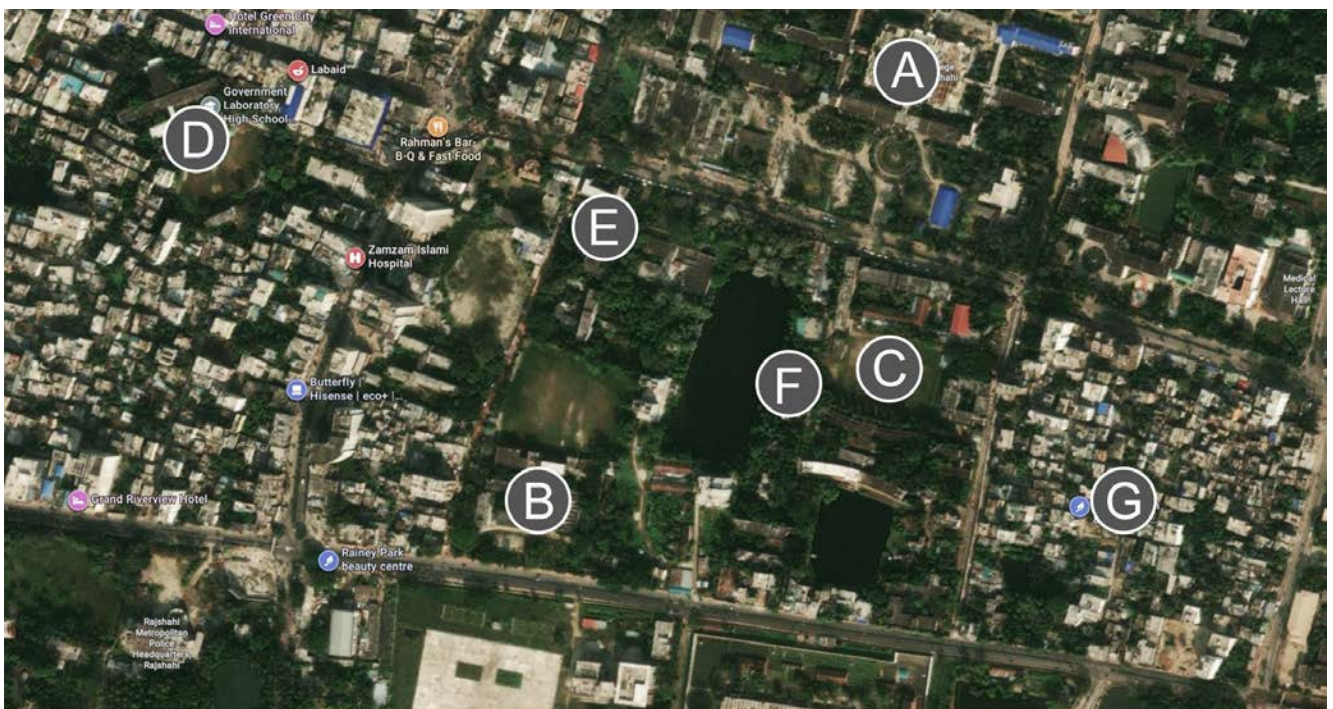 Hotel Green City
International
Labaid
Government
Laboratory
High School...
D
Rahman's Bar-
B-Q & Fast Food
A
E
Zamzam Islami
Hospital
Medical
Lecture
Hall
F
C
Butterfly |
Hisense | eco+ |...
Grand Riverview Hotel
B
G
Rainey Park
beauty centre
Rajshahi
Metropolitan
Police
Headquarters,
Rajshahi